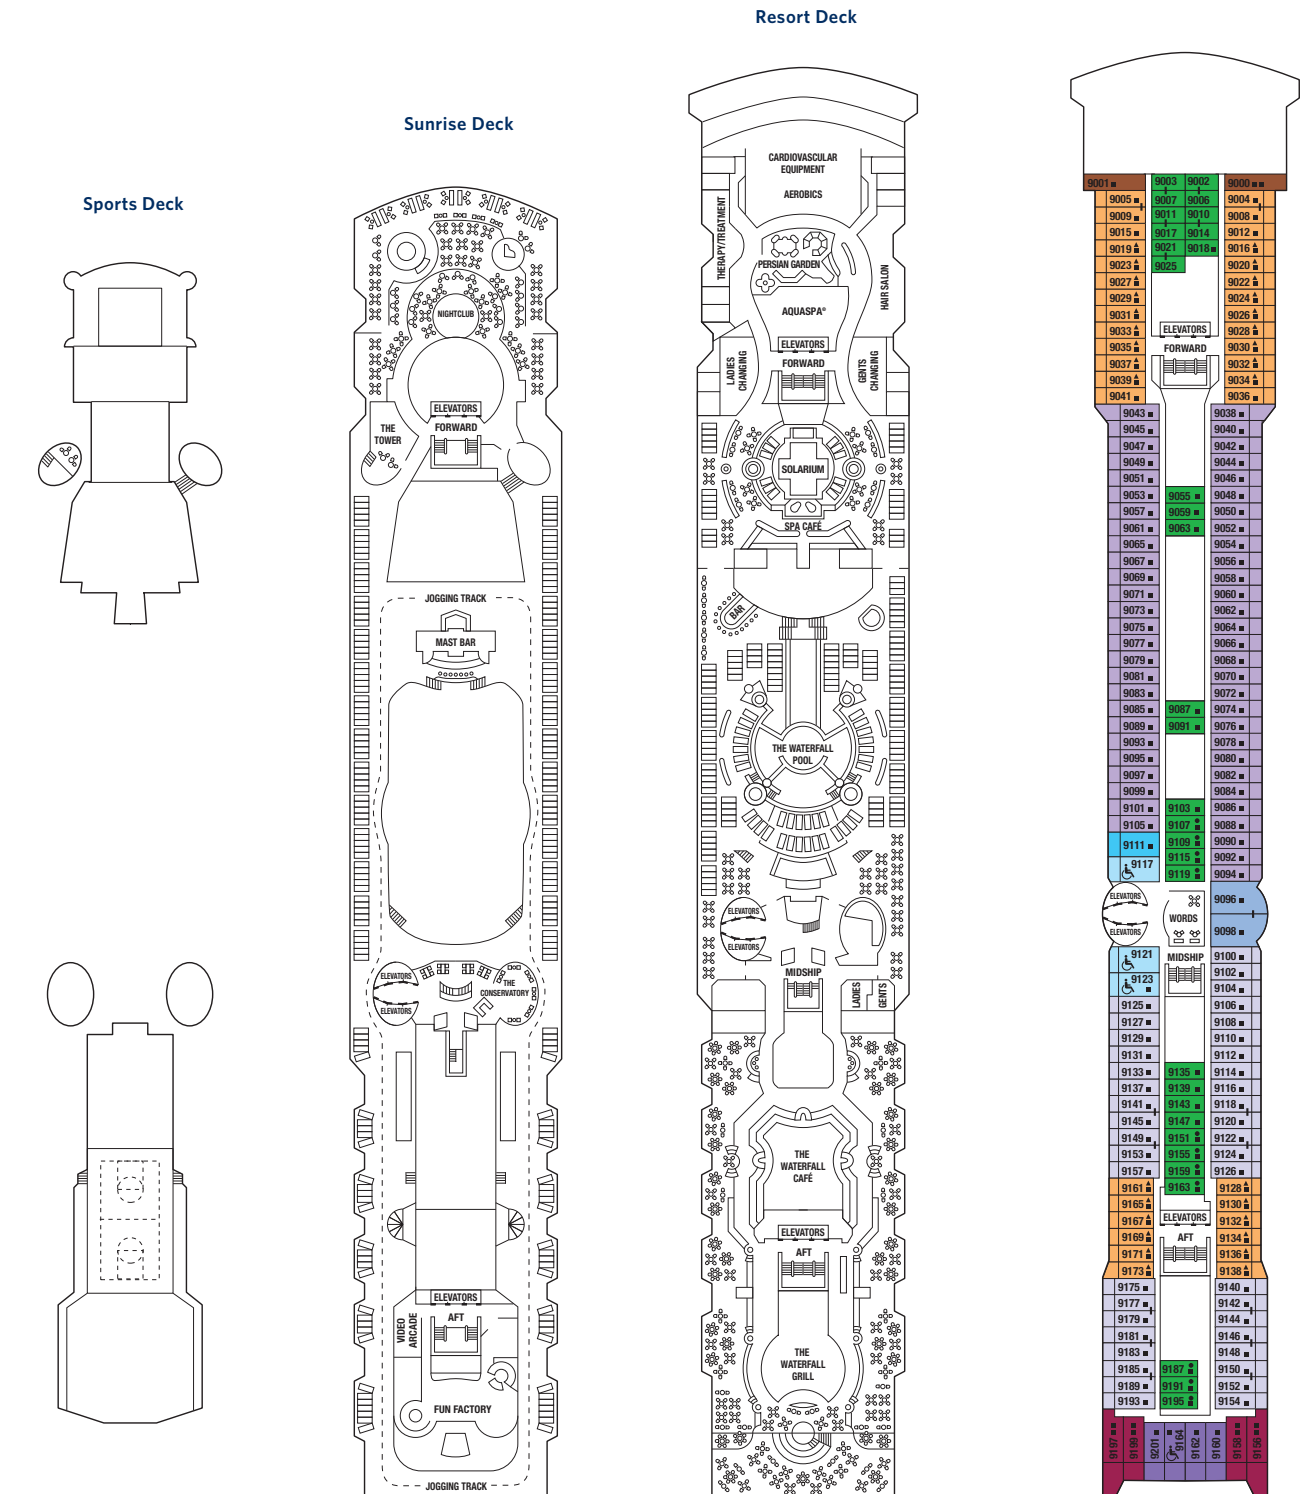 Resort Deck
Sunrise Deck
Sports Deck
NIGHTCLUB
ELEVATORS
FORWARD
THE
TOWER
JOGGING TRACK
MAST BAR
ELEVATORS
ELEVATORS
THE
CONSERVATORY
ELEVATORS
AFT
VIDEO
ARCADE
FUN FACTORY
JOGGING TRACK
CARDIOVASCULAR
EQUIPMENT
AEROBICS
THERAPY/TREATMENT
PERSIAN GARDEN
HAIR SALON
AQUASPA®
ELEVATORS
FORWARD
LADIES
CHANGING
GENTS
CHANGING
SOLARIUM
SPA CAFÉ
BAR
THE WATERFALL
POOL
ELEVATORS
ELEVATORS
MIDSHIP
LADIES
GENTS
THE
WATERFALL
CAFÉ
ELEVATORS
AFT
THE
WATERFALL
GRILL
9001 9003 9002 9000
9005 9007 9006 9004
9009 9011 9010 9008
9015 9017 9014 9012
9019 9021 9018 9016
9023 9025 9020
9027 9022
9029 9024
9031 9026
9033 ELEVATORS 9028
9035 FORWARD 9030
9037 9032
9039 9034
9041 9036
9043 9038
9045 9040
9047 9042
9049 9044
9051 9046
9053 9055 9048
9057 9059 9050
9061 9063 9052
9065 9054
9067 9056
9069 9058
9071 9060
9073 9062
9075 9064
9077 9066
9079 9068
9081 9070
9083 9072
9085 9087 9074
9089 9091 9076
9093 9078
9095 9080
9097 9082
9099 9084
9101 9103 9086
9105 9107 9088
9111 9109 9090
9117 9115 9092
9119 9094
ELEVATORS 9096
WORDS
ELEVATORS 9098
9121 MIDSHIP 9100
9102
9123 9104
9125 9106
9127 9108
9129 9110
9131 9112
9133 9135 9114
9137 9139 9116
9141 9143 9118
9145 9147 9120
9149 9151 9122
9153 9155 9124
9157 9159 9126
9161 9163 9128
9165 9130
9167 ELEVATORS 9132
9169 AFT 9134
9171 9136
9173 9138
9175 9140
9177 9142
9179 9144
9181 9146
9183 9148
9185 9187 9150
9189 9191 9152
9193 9195 9154
9197 9199 9201 9164 9162 9160 9158 9156